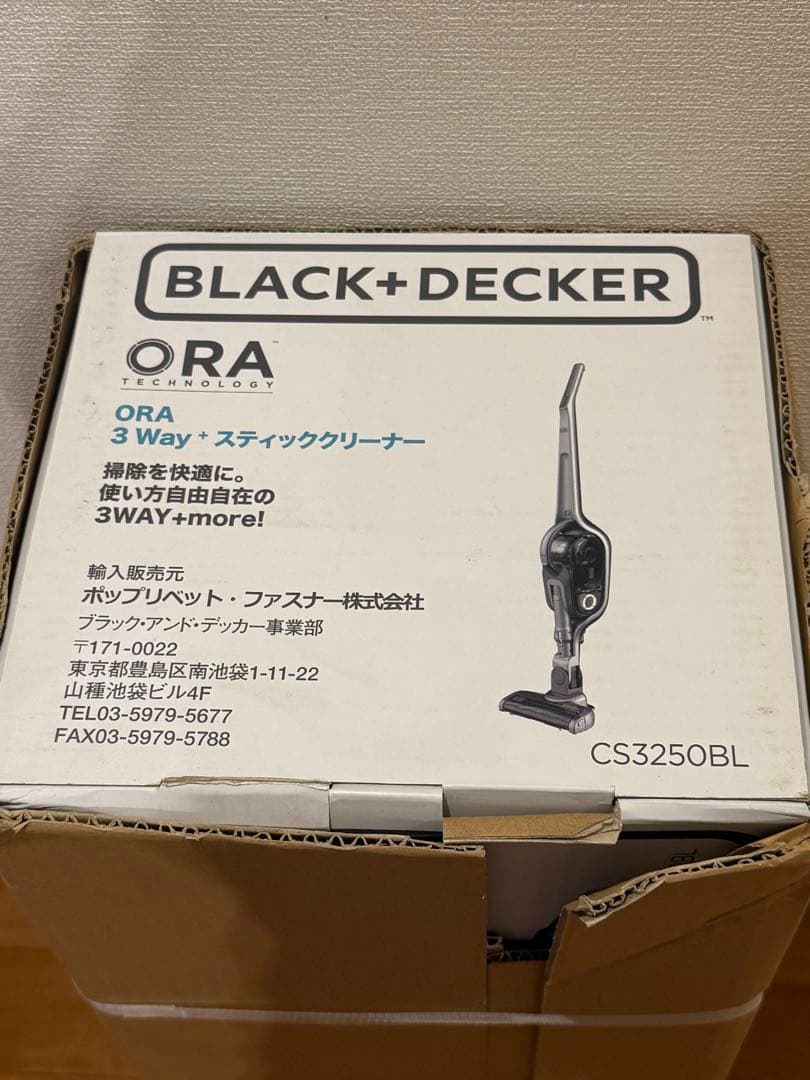 BLACK+DECKER
™
ORA™
TECHNOLOGY
ORA
3 Way + スティッククリーナー
掃除を快適に。
使い方自由自在の
3WAY+more!
輸入販売元
ポップリベット・ファスナー株式会社
ブラック・アンド・デッカー事業部
〒171-0022
東京都豊島区南池袋1-11-22
山種池袋ビル4F
TEL03-5979-5677
FAX03-5979-5788
CS3250BL